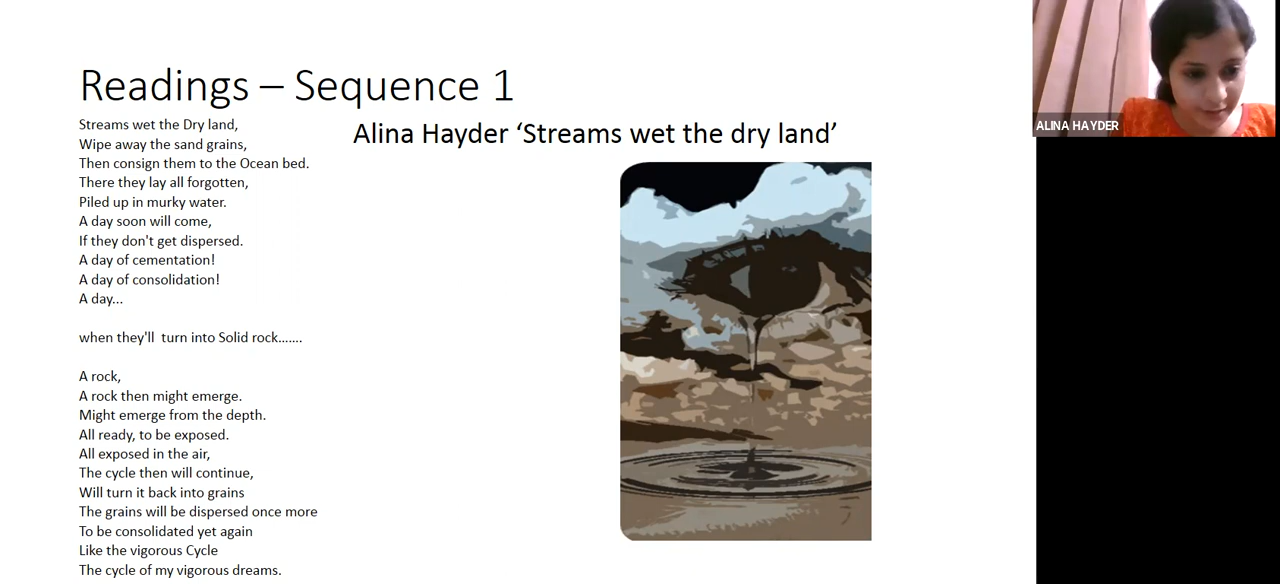 Readings – Sequence 1
Streams wet the Dry land,
Wipe away the sand grains,
Then consign them to the Ocean bed.
There they lay all forgotten,
Piled up in murky water.
A day soon will come,
If they don't get dispersed.
A day of cementation!
A day of consolidation!
A day...
when they'll  turn into Solid rock.......
A rock,
A rock then might emerge.
Might emerge from the depth.
All ready, to be exposed.
All exposed in the air,
The cycle then will continue,
Will turn it back into grains
The grains will be dispersed once more
To be consolidated yet again
Like the vigorous Cycle
The cycle of my vigorous dreams.
Alina Hayder ‘Streams wet the dry land’
ALINA HAYDER